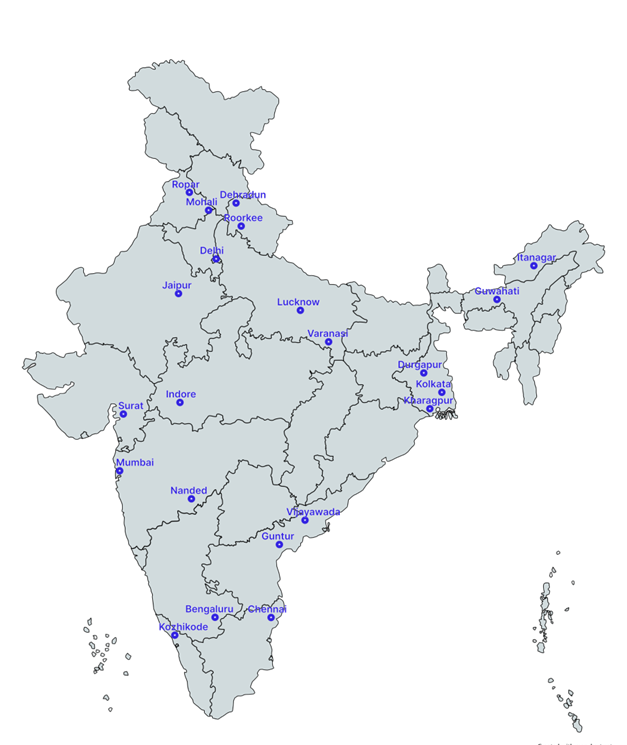 Ropar
Dehradun
Mohali
Roorkee
Delhi
Itanagar
Jaipur
Guwahati
Lucknow
Varanasi
Durgapur
Kolkata
Indore
Kharagpur
Surat
Mumbai
Nanded
Vijayawada
Guntur
Bengaluru
Chennai
Kozhikode